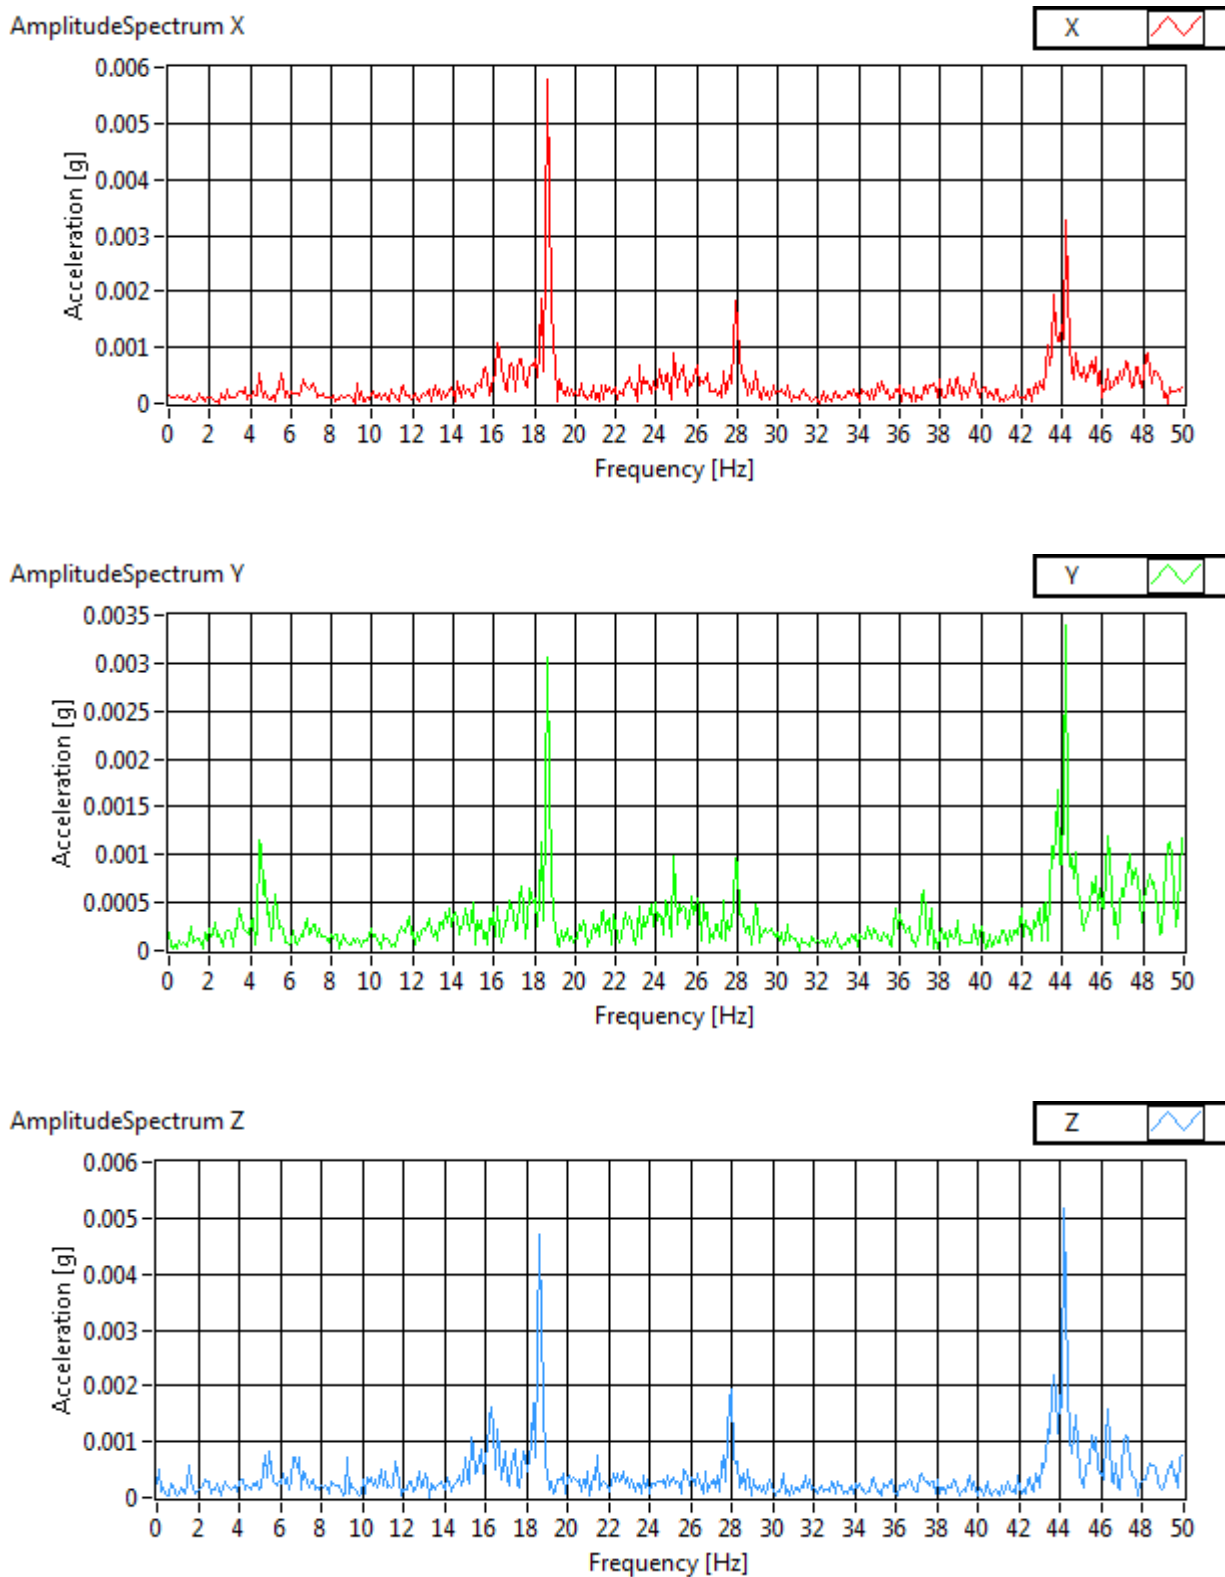 AmplitudeSpectrum X
X
0.006
0.005
0.004
0.003
0.002
0.001
0
Acceleration [g]
0 2 4 6 8 10 12 14 16 18 20 22 24 26 28 30 32 34 36 38 40 42 44 46 48 50
Frequency [Hz]
AmplitudeSpectrum Y
Y
0.0035
0.003
0.0025
0.002
0.0015
0.001
0.0005
0
Acceleration [g]
0 2 4 6 8 10 12 14 16 18 20 22 24 26 28 30 32 34 36 38 40 42 44 46 48 50
Frequency [Hz]
AmplitudeSpectrum Z
Z
0.006
0.005
0.004
0.003
0.002
0.001
0
Acceleration [g]
0 2 4 6 8 10 12 14 16 18 20 22 24 26 28 30 32 34 36 38 40 42 44 46 48 50
Frequency [Hz]